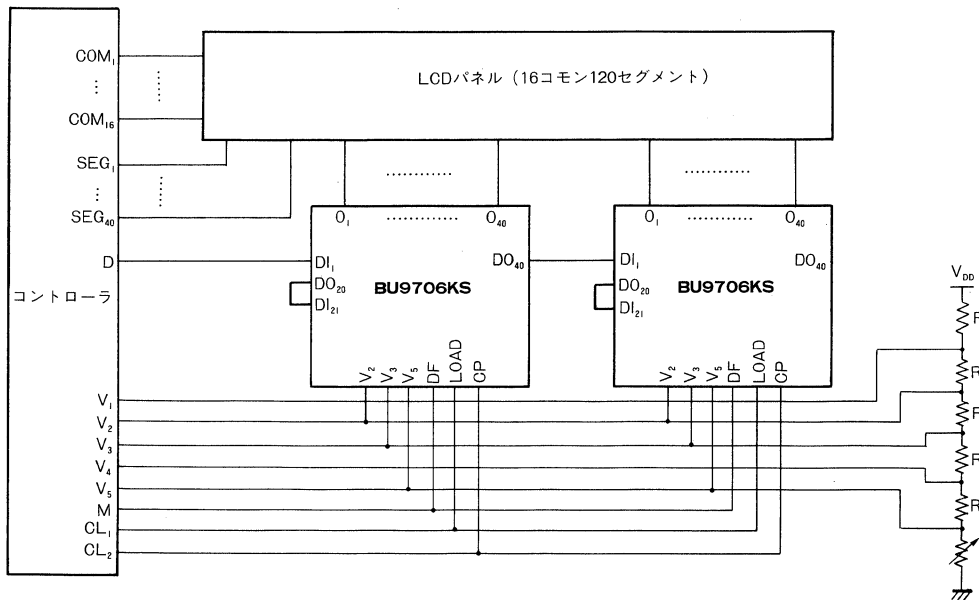 COM₁
⋮
COM₁₆
SEG₁
⋮
SEG₄₀
D
コントローラ
V₁
V₂
V₃
V₄
V₅
M
CL₁
CL₂
LCDパネル (16コモン120セグメント)
O₁ ............ O₄₀
DI₁
DO₂₀
DI₂₁
DO₄₀
BU9706KS
V₂ V₃ V₅ DF LOAD CP
O₁ ............ O₄₀
DI₁
DO₂₀
DI₂₁
DO₄₀
BU9706KS
V₂ V₃ V₅ DF LOAD CP
V_DD
R
R
R
R
R